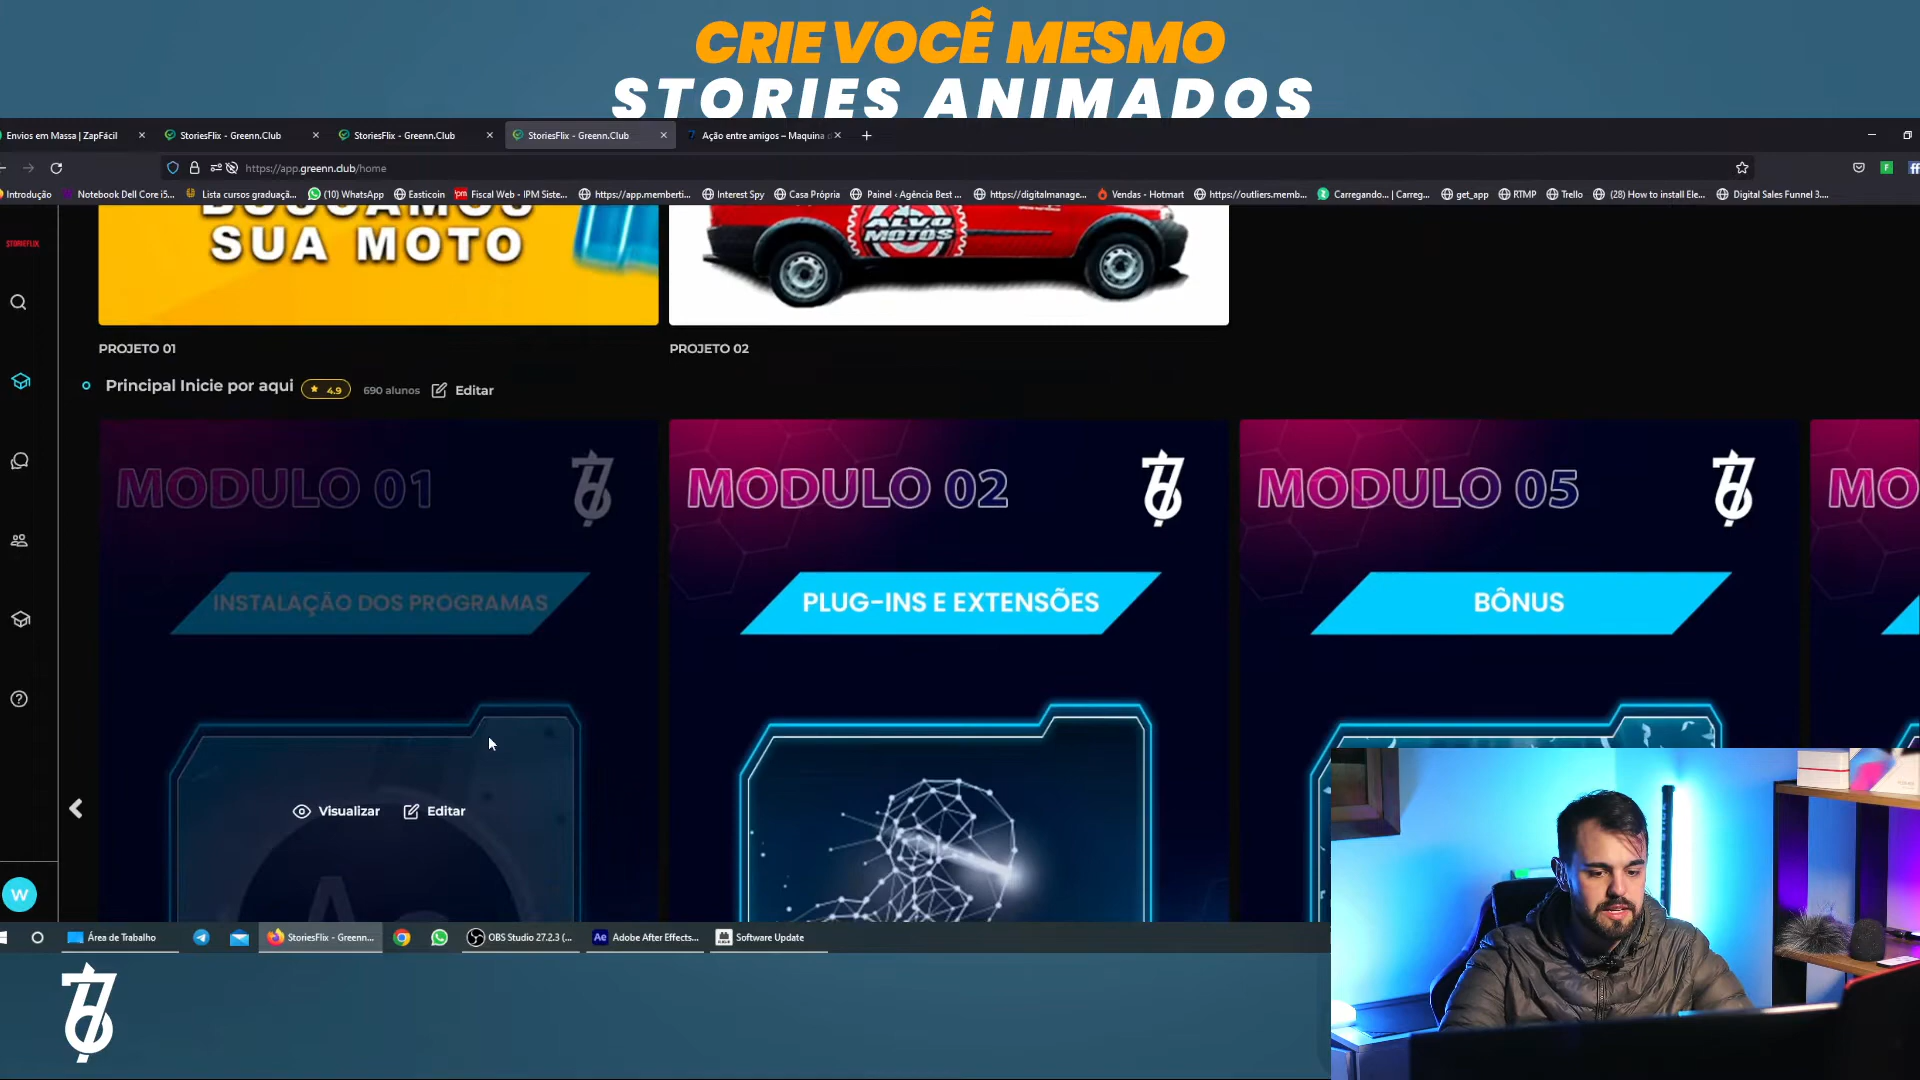 CRIE VOCÊ MESMO
STORIES ANIMADOS
Envios em Massa | ZapFácil
StoriesFlix - Greenn.Club
StoriesFlix - Greenn.Club
StoriesFlix - Greenn.Club
Ação entre amigos – Maquina
https://app.greenn.club/home
Introdução
Notebook Dell Core i5...
Lista cursos graduaçã...
(10) WhatsApp
Easticoin
Fiscal Web - IPM Siste...
https://app.memberti...
Interest Spy
Casa Própria
Painel ‹ Agência Best ...
https://digitalmanage...
Vendas - Hotmart
https://outliers.memb...
Carregando... | Carreg...
get_app
RTMP
Trello
(28) How to install Ele...
Digital Sales Funnel 3....
STORIESFLIX
BUSCAMOS
SUA MOTO
ALVO
MOTOS
PROJETO 01
PROJETO 02
Principal Inicie por aqui
4.9
690 alunos
Editar
MODULO 01
MODULO 02
MODULO 05
MO
INSTALAÇÃO DOS PROGRAMAS
PLUG-INS E EXTENSÕES
BÔNUS
Visualizar
Editar
Ae
W
Área de Trabalho
StoriesFlix - Greenn...
OBS Studio 27.2.3 (...
Ae
Adobe After Effects...
Software Update